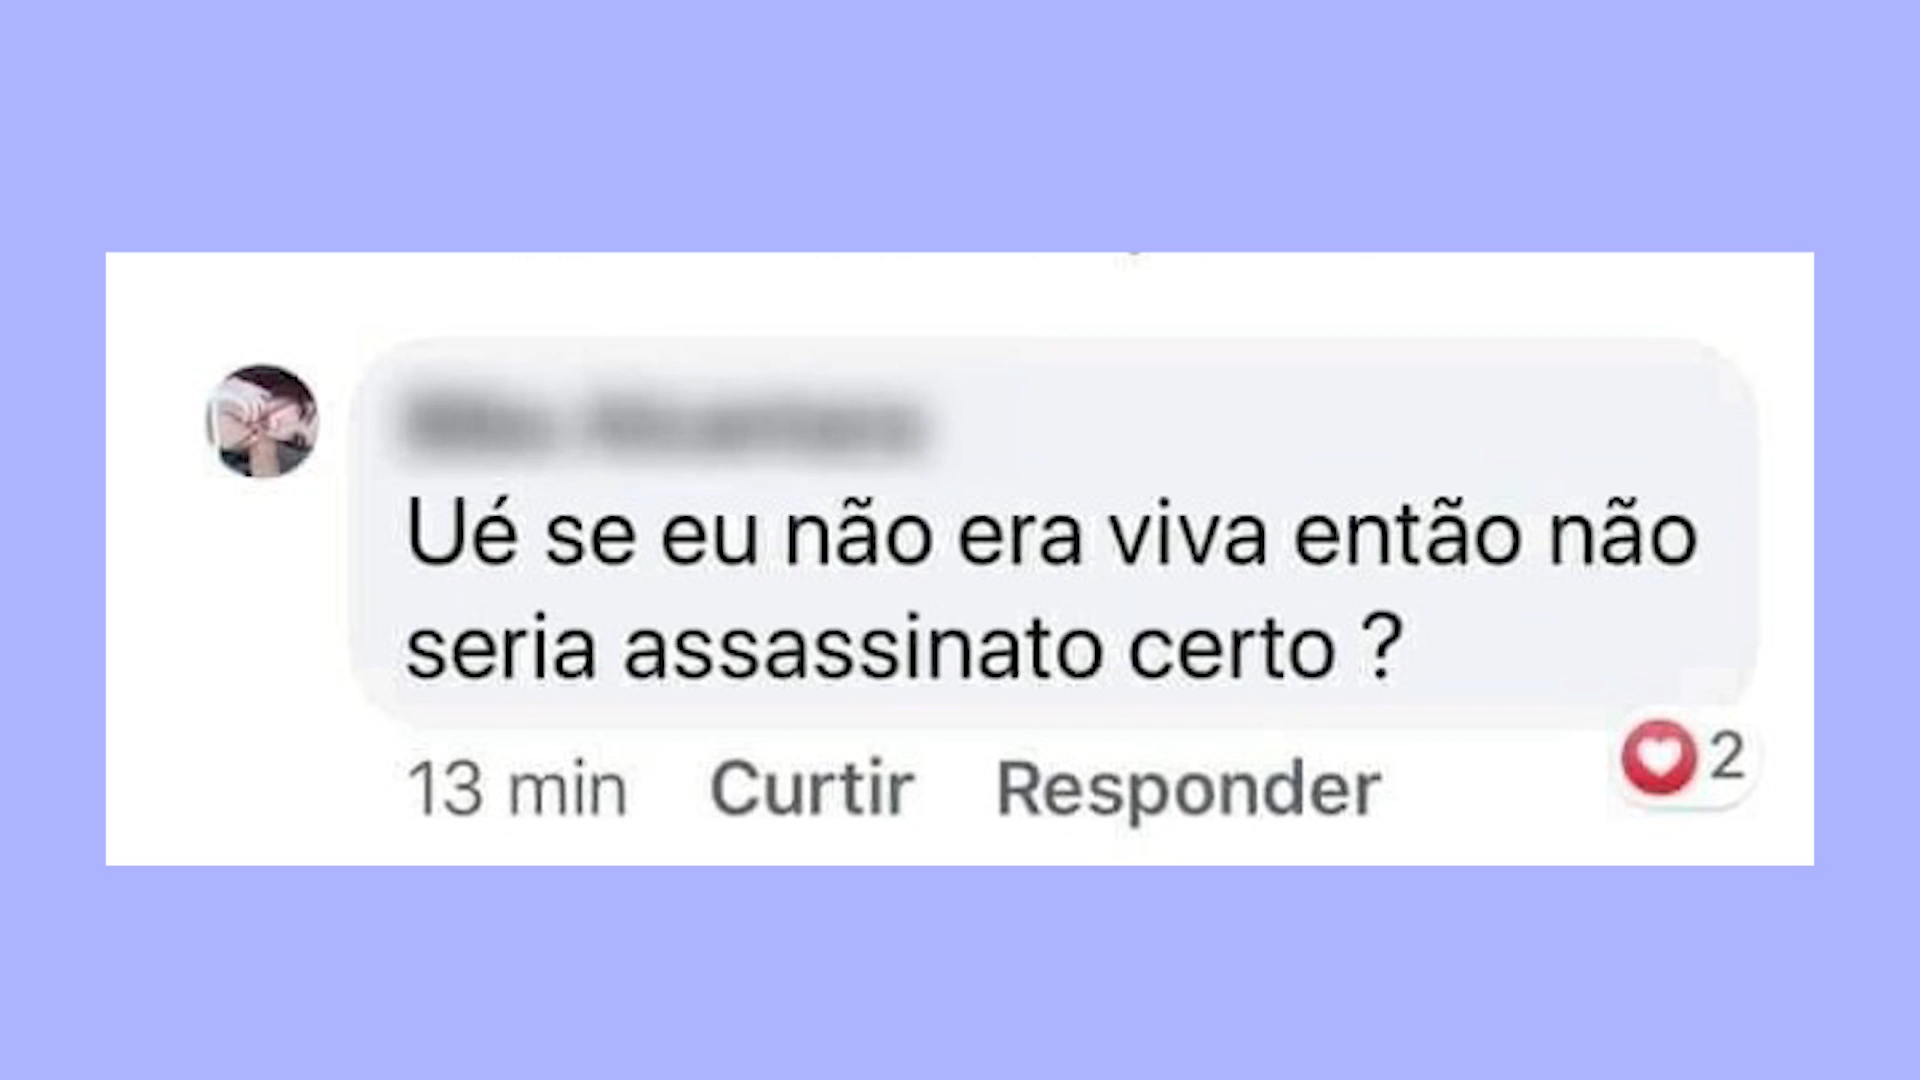 Ué se eu não era viva então não
seria assassinato certo ?
13 min Curtir Responder
2